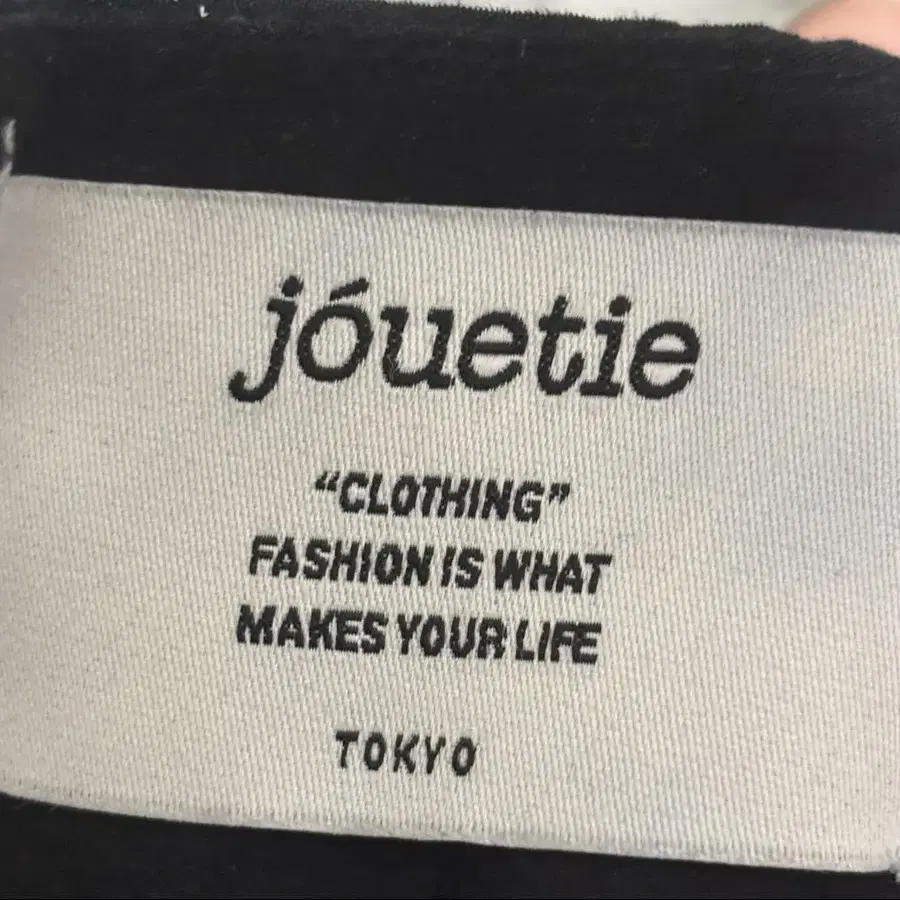 jóuetie
“CLOTHING”
FASHION IS WHAT
MAKES YOUR LIFE
TOKYO